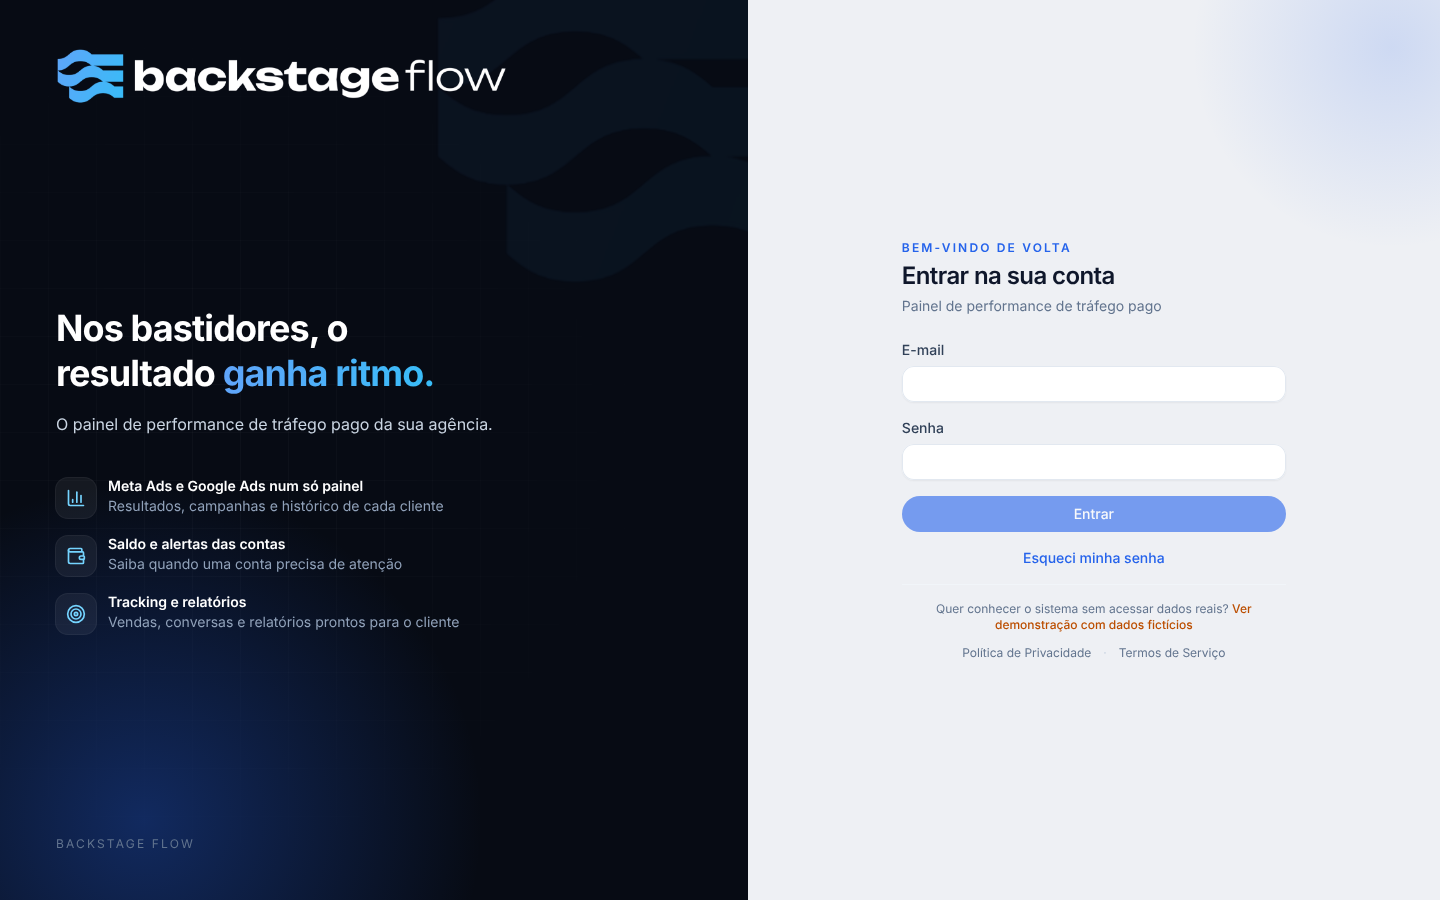 backstage flow
Nos bastidores, o
resultado ganha ritmo.
O painel de performance de tráfego pago da sua agência.
Meta Ads e Google Ads num só painel
Resultados, campanhas e histórico de cada cliente
Saldo e alertas das contas
Saiba quando uma conta precisa de atenção
Tracking e relatórios
Vendas, conversas e relatórios prontos para o cliente
BACKSTAGE FLOW
BEM-VINDO DE VOLTA
Entrar na sua conta
Painel de performance de tráfego pago
E-mail
Senha
Entrar
Esqueci minha senha
Quer conhecer o sistema sem acessar dados reais? Ver
demonstração com dados fictícios
Política de Privacidade · Termos de Serviço